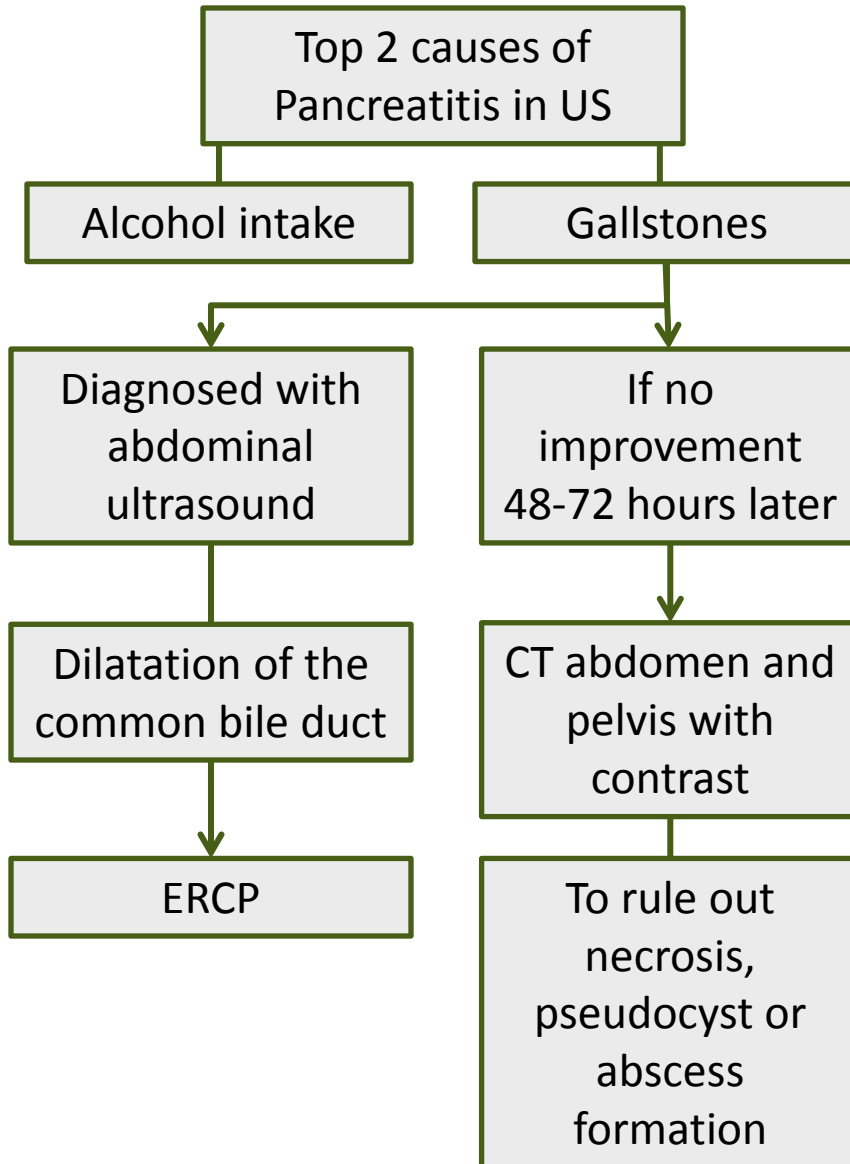 Top 2 causes of
Pancreatitis in US
Alcohol intake
Gallstones
Diagnosed with
abdominal
ultrasound
If no
improvement
48-72 hours later
Dilatation of the
common bile duct
CT abdomen and
pelvis with
contrast
ERCP
To rule out
necrosis,
pseudocyst or
abscess
formation